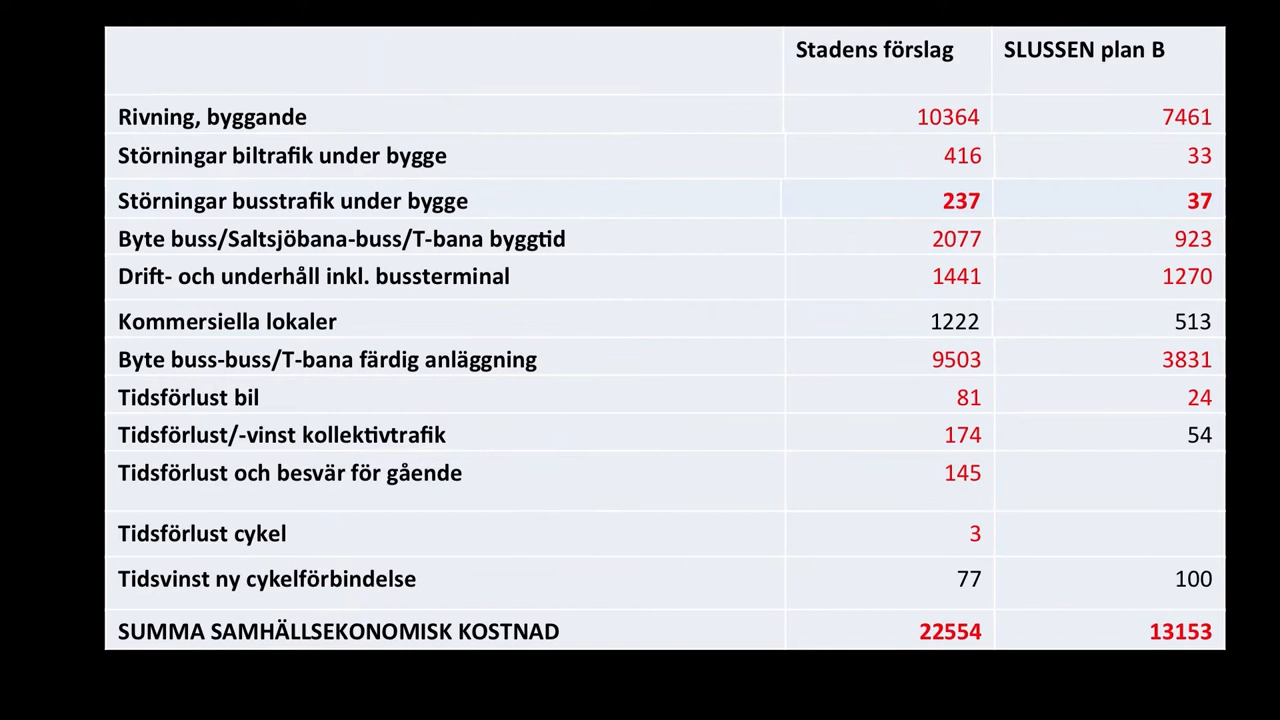 Stadens förslag SLUSSEN plan B
Rivning, byggande 10364 7461
Störningar biltrafik under bygge 416 33
Störningar busstrafik under bygge 237 37
Byte buss/Saltsjöbana-buss/T-bana byggtid 2077 923
Drift- och underhåll inkl. bussterminal 1441 1270
Kommersiella lokaler 1222 513
Byte buss-buss/T-bana färdig anläggning 9503 3831
Tidsförlust bil 81 24
Tidsförlust/-vinst kollektivtrafik 174 54
Tidsförlust och besvär för gående 145
Tidsförlust cykel 3
Tidsvinst ny cykelförbindelse 77 100
SUMMA SAMHÄLLSEKONOMISK KOSTNAD 22554 13153